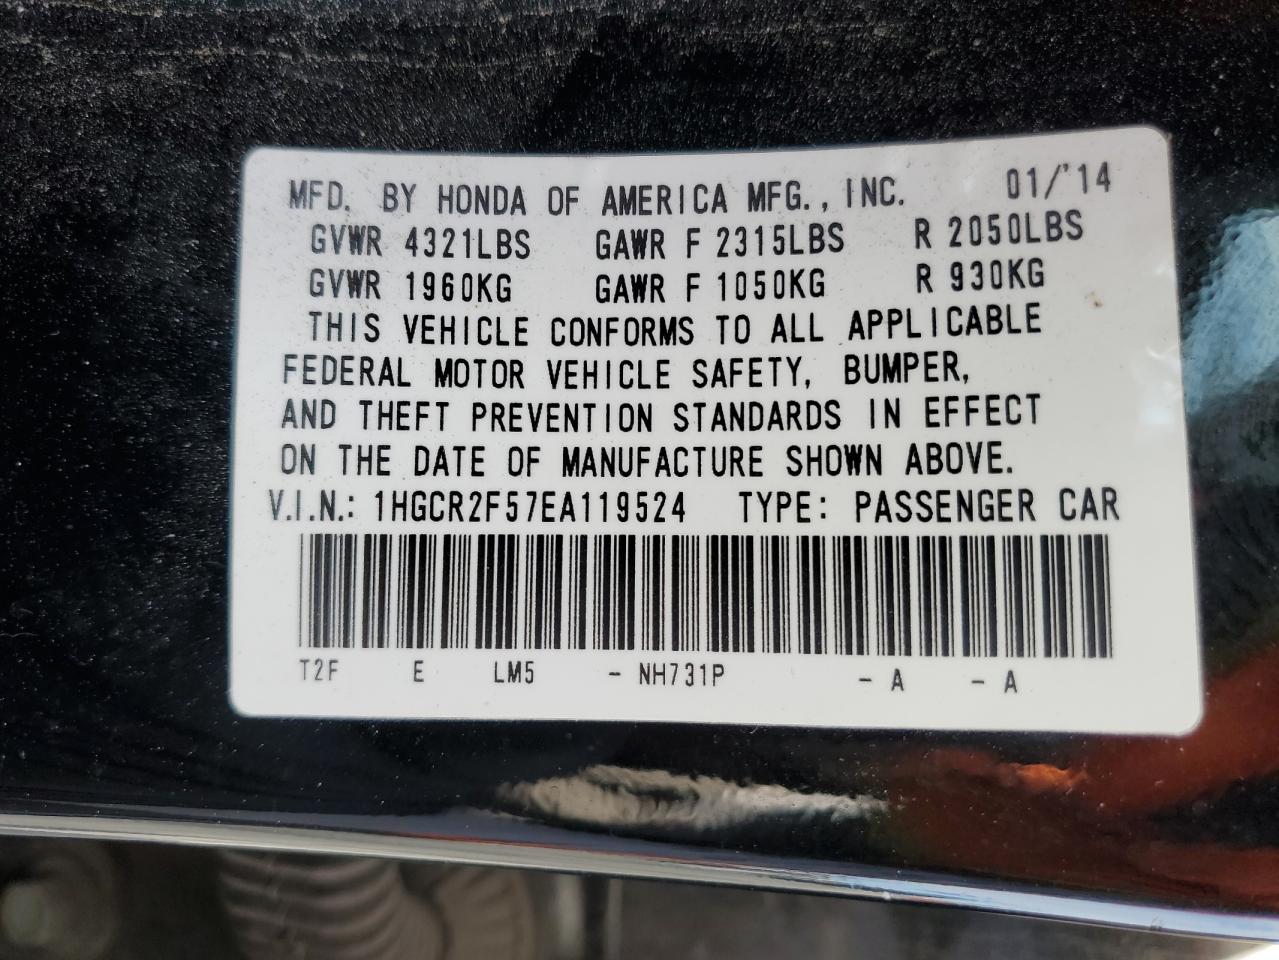 MFD. BY HONDA OF AMERICA MFG., INC. 01/'14
GVWR 4321LBS GAWR F 2315LBS R 2050LBS
GVWR 1960KG GAWR F 1050KG R 930KG
THIS VEHICLE CONFORMS TO ALL APPLICABLE
FEDERAL MOTOR VEHICLE SAFETY, BUMPER,
AND THEFT PREVENTION STANDARDS IN EFFECT
ON THE DATE OF MANUFACTURE SHOWN ABOVE.
V.I.N.: 1HGCR2F57EA119524 TYPE: PASSENGER CAR
T2F E LM5 - NH731P - A - A